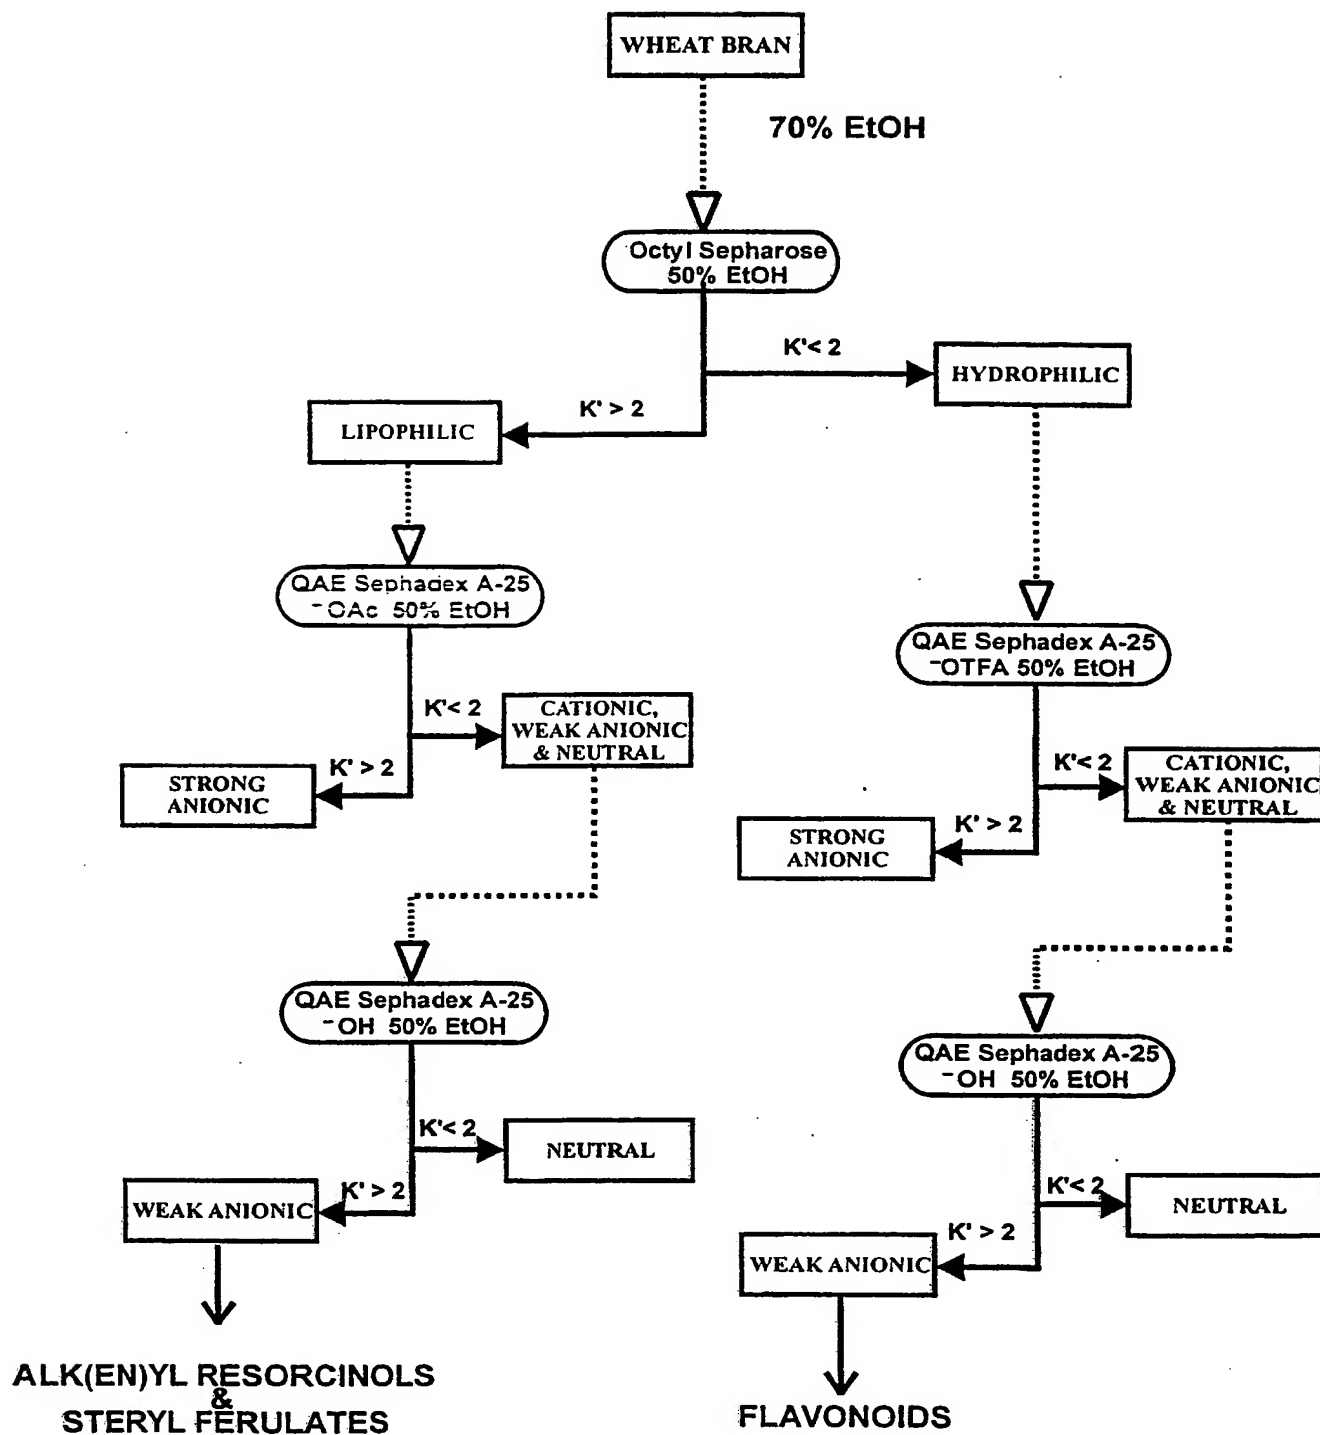 WHEAT BRAN
70% EtOH
Octyl Sepharose
50% EtOH
K'< 2
HYDROPHILIC
K' > 2
LIPOPHILIC
QAE Sephadex A-25
⁻OAc 50% EtOH
QAE Sephadex A-25
⁻OTFA 50% EtOH
K'< 2
CATIONIC,
WEAK ANIONIC
& NEUTRAL
K' > 2
STRONG
ANIONIC
K'< 2
CATIONIC,
WEAK ANIONIC
& NEUTRAL
K' > 2
STRONG
ANIONIC
QAE Sephadex A-25
⁻OH 50% EtOH
QAE Sephadex A-25
⁻OH 50% EtOH
K'< 2
NEUTRAL
K' > 2
WEAK ANIONIC
K'< 2
NEUTRAL
K' > 2
WEAK ANIONIC
ALK(EN)YL RESORCINOLS
&
STERYL FERULATES
FLAVONOIDS